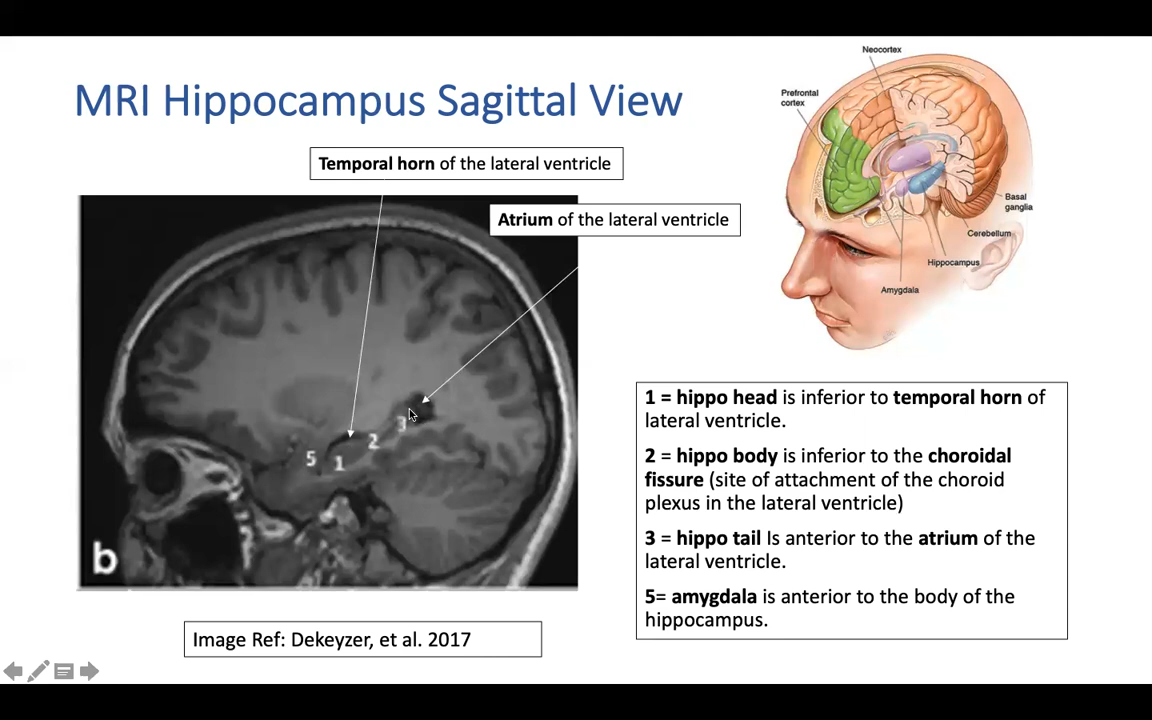 MRI Hippocampus Sagittal View
Temporal horn of the lateral ventricle
Atrium of the lateral ventricle
5
1
2
3
b
Image Ref: Dekeyzer, et al. 2017
Neocortex
Prefrontal
cortex
Basal
ganglia
Cerebellum
Hippocampus
Amygdala
1 = hippo head is inferior to temporal horn of
lateral ventricle.
2 = hippo body is inferior to the choroidal
fissure (site of attachment of the choroid
plexus in the lateral ventricle)
3 = hippo tail Is anterior to the atrium of the
lateral ventricle.
5= amygdala is anterior to the body of the
hippocampus.